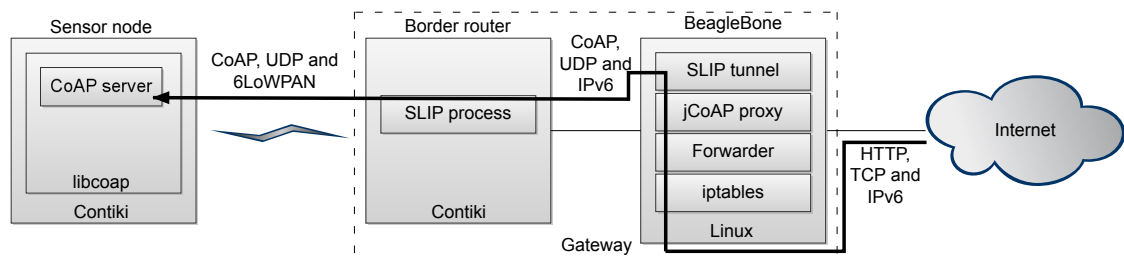 Sensor node
CoAP server
libcoap
Contiki
CoAP, UDP and
6LoWPAN
Border router
SLIP process
Contiki
CoAP,
UDP and
IPv6
BeagleBone
SLIP tunnel
jCoAP proxy
Forwarder
iptables
Linux
Gateway
HTTP,
TCP and
IPv6
Internet